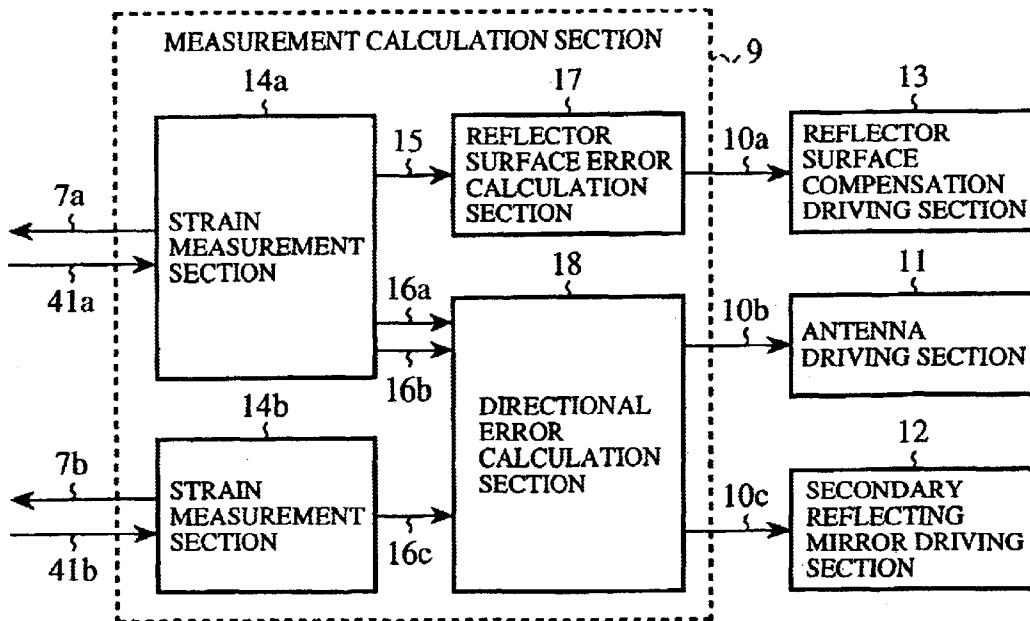 MEASUREMENT CALCULATION SECTION
9
14a
17
13
15
REFLECTOR
SURFACE ERROR
CALCULATION
SECTION
10a
REFLECTOR
SURFACE
COMPENSATION
DRIVING SECTION
7a
STRAIN
MEASUREMENT
SECTION
41a
16a
16b
18
10b
11
ANTENNA
DRIVING SECTION
14b
DIRECTIONAL
ERROR
CALCULATION
SECTION
12
7b
STRAIN
MEASUREMENT
SECTION
41b
16c
10c
SECONDARY
REFLECTING
MIRROR DRIVING
SECTION